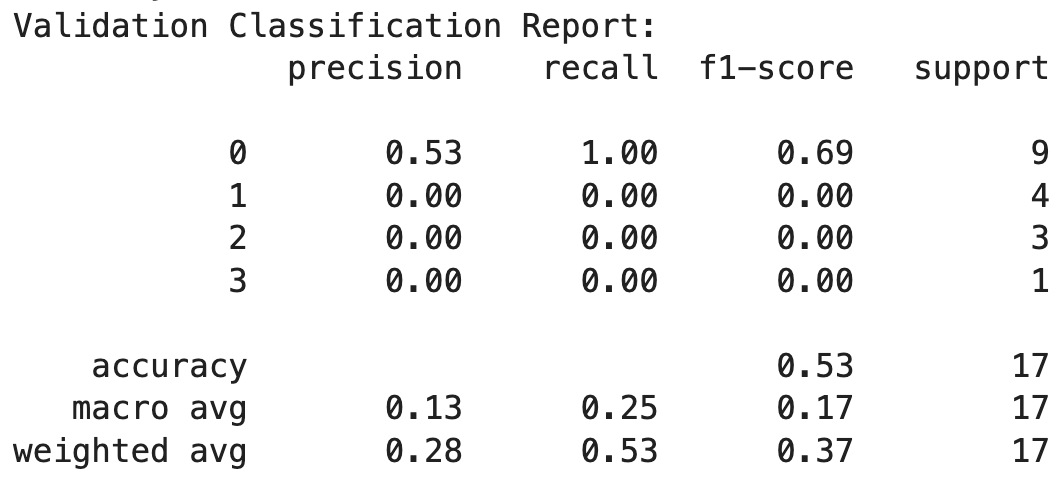 Validation Classification Report:
precision recall f1-score support
0 0.53 1.00 0.69 9
1 0.00 0.00 0.00 4
2 0.00 0.00 0.00 3
3 0.00 0.00 0.00 1
accuracy 0.53 17
macro avg 0.13 0.25 0.17 17
weighted avg 0.28 0.53 0.37 17